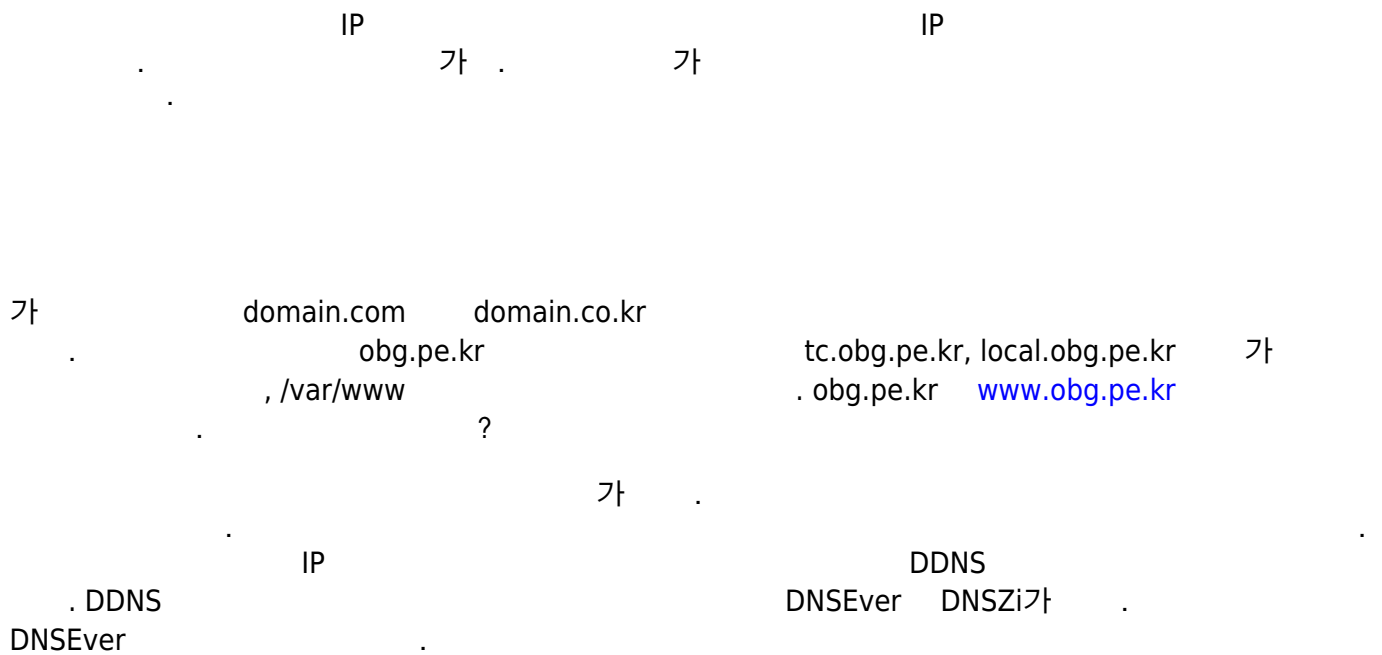 IP IP
. 가 . 가
.
가 domain.com domain.co.kr
. obg.pe.kr tc.obg.pe.kr, local.obg.pe.kr 가
, /var/www . obg.pe.kr www.obg.pe.kr
. ?
가 .
. .
IP DDNS
. DDNS DNSEver DNSZi가 .
DNSEver .